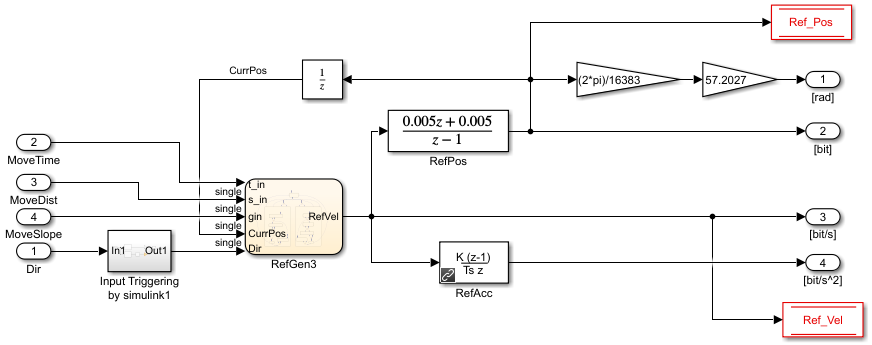 Ref_Pos
CurrPos
1
z
(2*pi)/16383
57.2027
1
[rad]
0.005z + 0.005
z − 1
RefPos
2
[bit]
2
MoveTime
3
MoveDist
4
MoveSlope
1
Dir
In1
Out1
Input Triggering
by simulink1
single
single
single
single
t_in
s_in
gin
CurrPos
Dir
RefVel
RefGen3
3
[bit/s]
K (z-1)
Ts z
RefAcc
4
[bit/s^2]
Ref_Vel